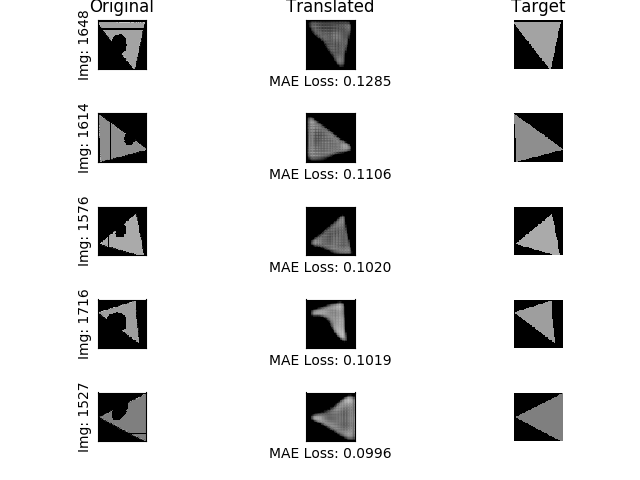 Original Translated Target
Img: 1648
MAE Loss: 0.1285
Img: 1614
MAE Loss: 0.1106
Img: 1576
MAE Loss: 0.1020
Img: 1716
MAE Loss: 0.1019
Img: 1527
MAE Loss: 0.0996